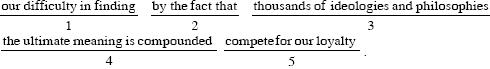 our difficulty in finding by the fact that thousands of ideologies and philosophies
1 2 3
the ultimate meaning is compounded compete for our loyalty .
4 5